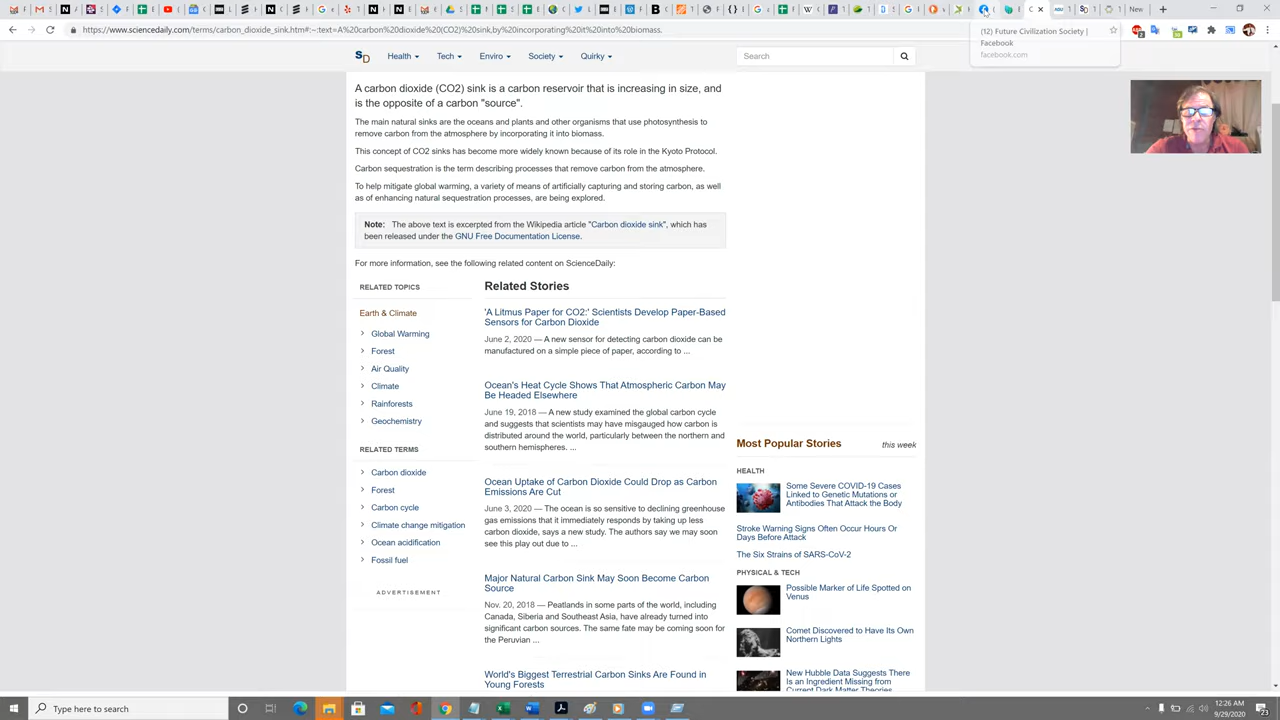 New
https://www.sciencedaily.com/terms/carbon_dioxide_sink.htm#:~:text=A%20carbon%20dioxide%20(CO2)%20sink,by%20incorporating%20it%20into%20biomass.
(12) Future Civilization Society |
Facebook
facebook.com
SD
Health
Tech
Enviro
Society
Quirky
Search
A carbon dioxide (CO2) sink is a carbon reservoir that is increasing in size, and
is the opposite of a carbon "source".
The main natural sinks are the oceans and plants and other organisms that use photosynthesis to
remove carbon from the atmosphere by incorporating it into biomass.
This concept of CO2 sinks has become more widely known because of its role in the Kyoto Protocol.
Carbon sequestration is the term describing processes that remove carbon from the atmosphere.
To help mitigate global warming, a variety of means of artificially capturing and storing carbon, as well
as of enhancing natural sequestration processes, are being explored.
Note: The above text is excerpted from the Wikipedia article "Carbon dioxide sink", which has
been released under the GNU Free Documentation License.
For more information, see the following related content on ScienceDaily:
RELATED TOPICS
Earth & Climate
Global Warming
Forest
Air Quality
Climate
Rainforests
Geochemistry
RELATED TERMS
Carbon dioxide
Forest
Carbon cycle
Climate change mitigation
Ocean acidification
Fossil fuel
ADVERTISEMENT
Related Stories
'A Litmus Paper for CO2:' Scientists Develop Paper-Based
Sensors for Carbon Dioxide
June 2, 2020 — A new sensor for detecting carbon dioxide can be
manufactured on a simple piece of paper, according to ...
Ocean's Heat Cycle Shows That Atmospheric Carbon May
Be Headed Elsewhere
June 19, 2018 — A new study examined the global carbon cycle
and suggests that scientists may have misgauged how carbon is
distributed around the world, particularly between the northern and
southern hemispheres. ...
Ocean Uptake of Carbon Dioxide Could Drop as Carbon
Emissions Are Cut
June 3, 2020 — The ocean is so sensitive to declining greenhouse
gas emissions that it immediately responds by taking up less
carbon dioxide, says a new study. The authors say we may soon
see this play out due to ...
Major Natural Carbon Sink May Soon Become Carbon
Source
Nov. 20, 2018 — Peatlands in some parts of the world, including
Canada, Siberia and Southeast Asia, have already turned into
significant carbon sources. The same fate may be coming soon for
the Peruvian ...
World's Biggest Terrestrial Carbon Sinks Are Found in
Young Forests
Most Popular Stories
this week
HEALTH
Some Severe COVID-19 Cases
Linked to Genetic Mutations or
Antibodies That Attack the Body
Stroke Warning Signs Often Occur Hours Or
Days Before Attack
The Six Strains of SARS-CoV-2
PHYSICAL & TECH
Possible Marker of Life Spotted on
Venus
Comet Discovered to Have Its Own
Northern Lights
New Hubble Data Suggests There
Is an Ingredient Missing from
Current Dark Matter Theories
Type here to search
12:26 AM
9/29/2020
23